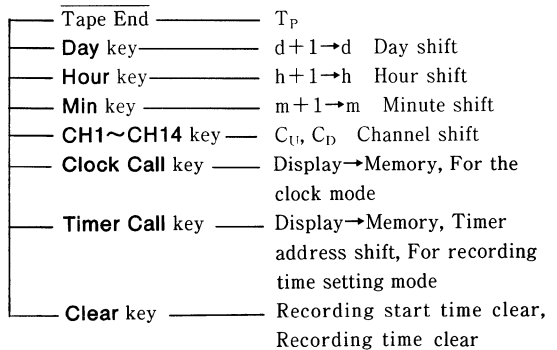 Tape End T_P
Day key d+1→d Day shift
Hour key h+1→h Hour shift
Min key m+1→m Minute shift
CH1~CH14 key C_U, C_D Channel shift
Clock Call key Display→Memory, For the
clock mode
Timer Call key Display→Memory, Timer
address shift, For recording
time setting mode
Clear key Recording start time clear,
Recording time clear